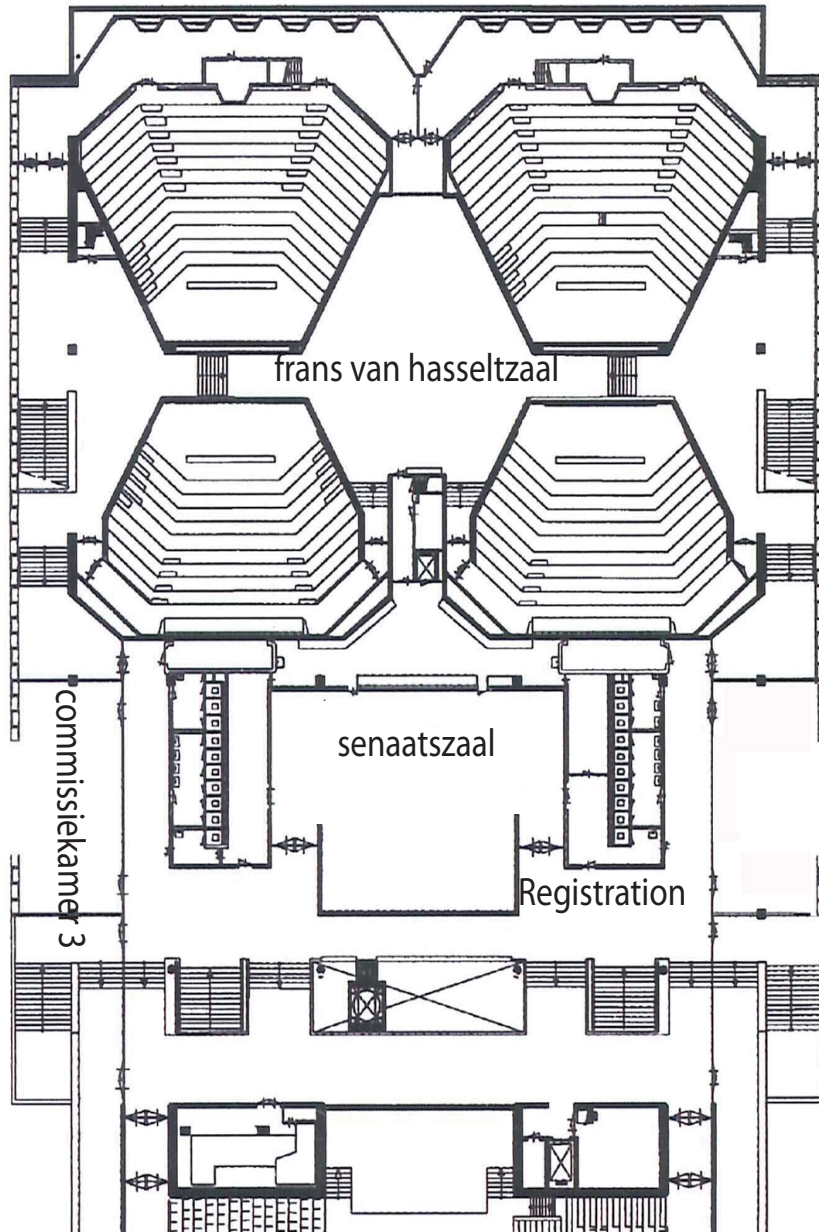 frans van hasseltzaal
senaatszaal
commissiekamer 3
Registration